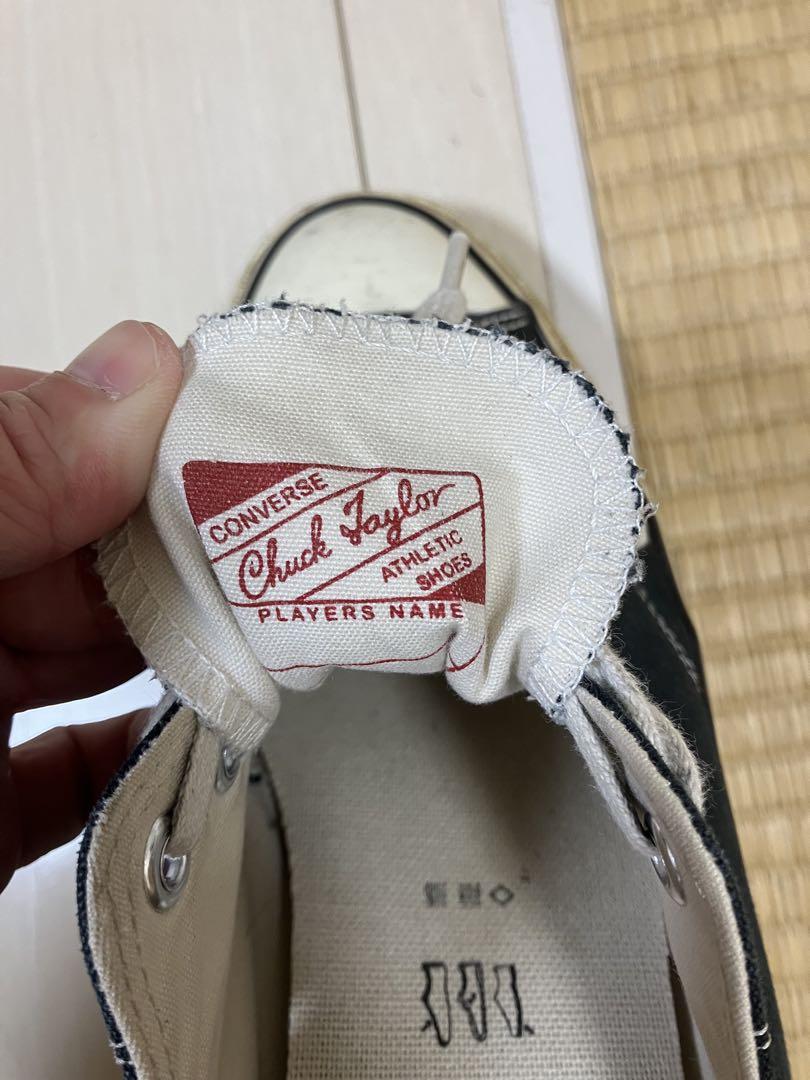 CONVERSE
Chuck Taylor
ATHLETIC
SHOES
PLAYERS NAME